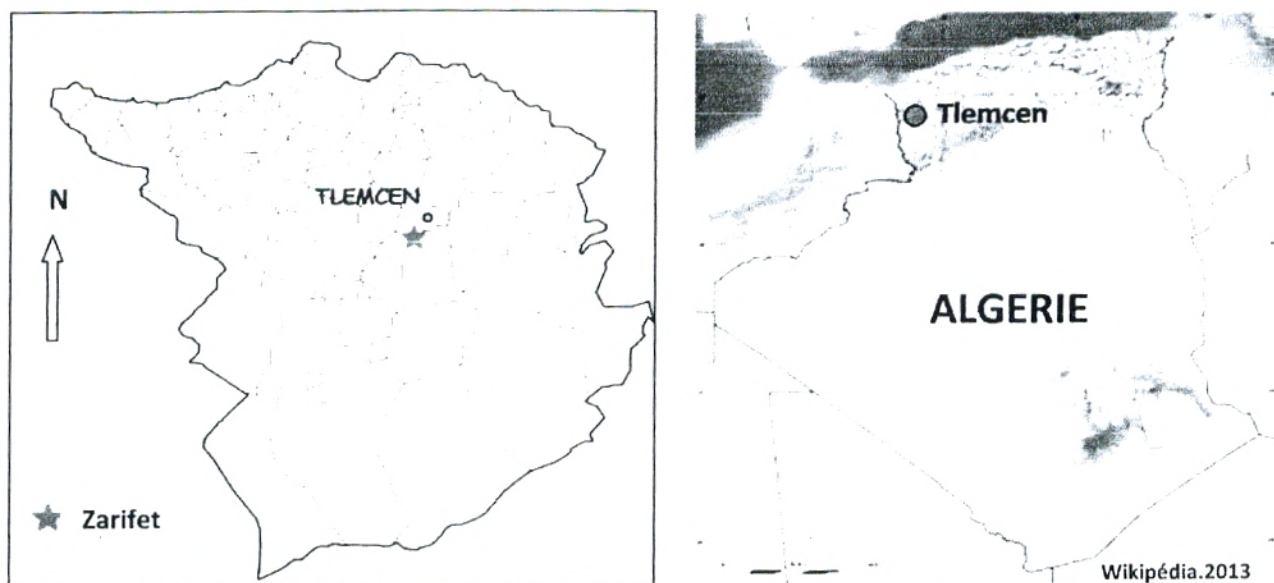 N
TLEMCEN
Zarifet
Tlemcen
ALGERIE
Wikipédia.2013